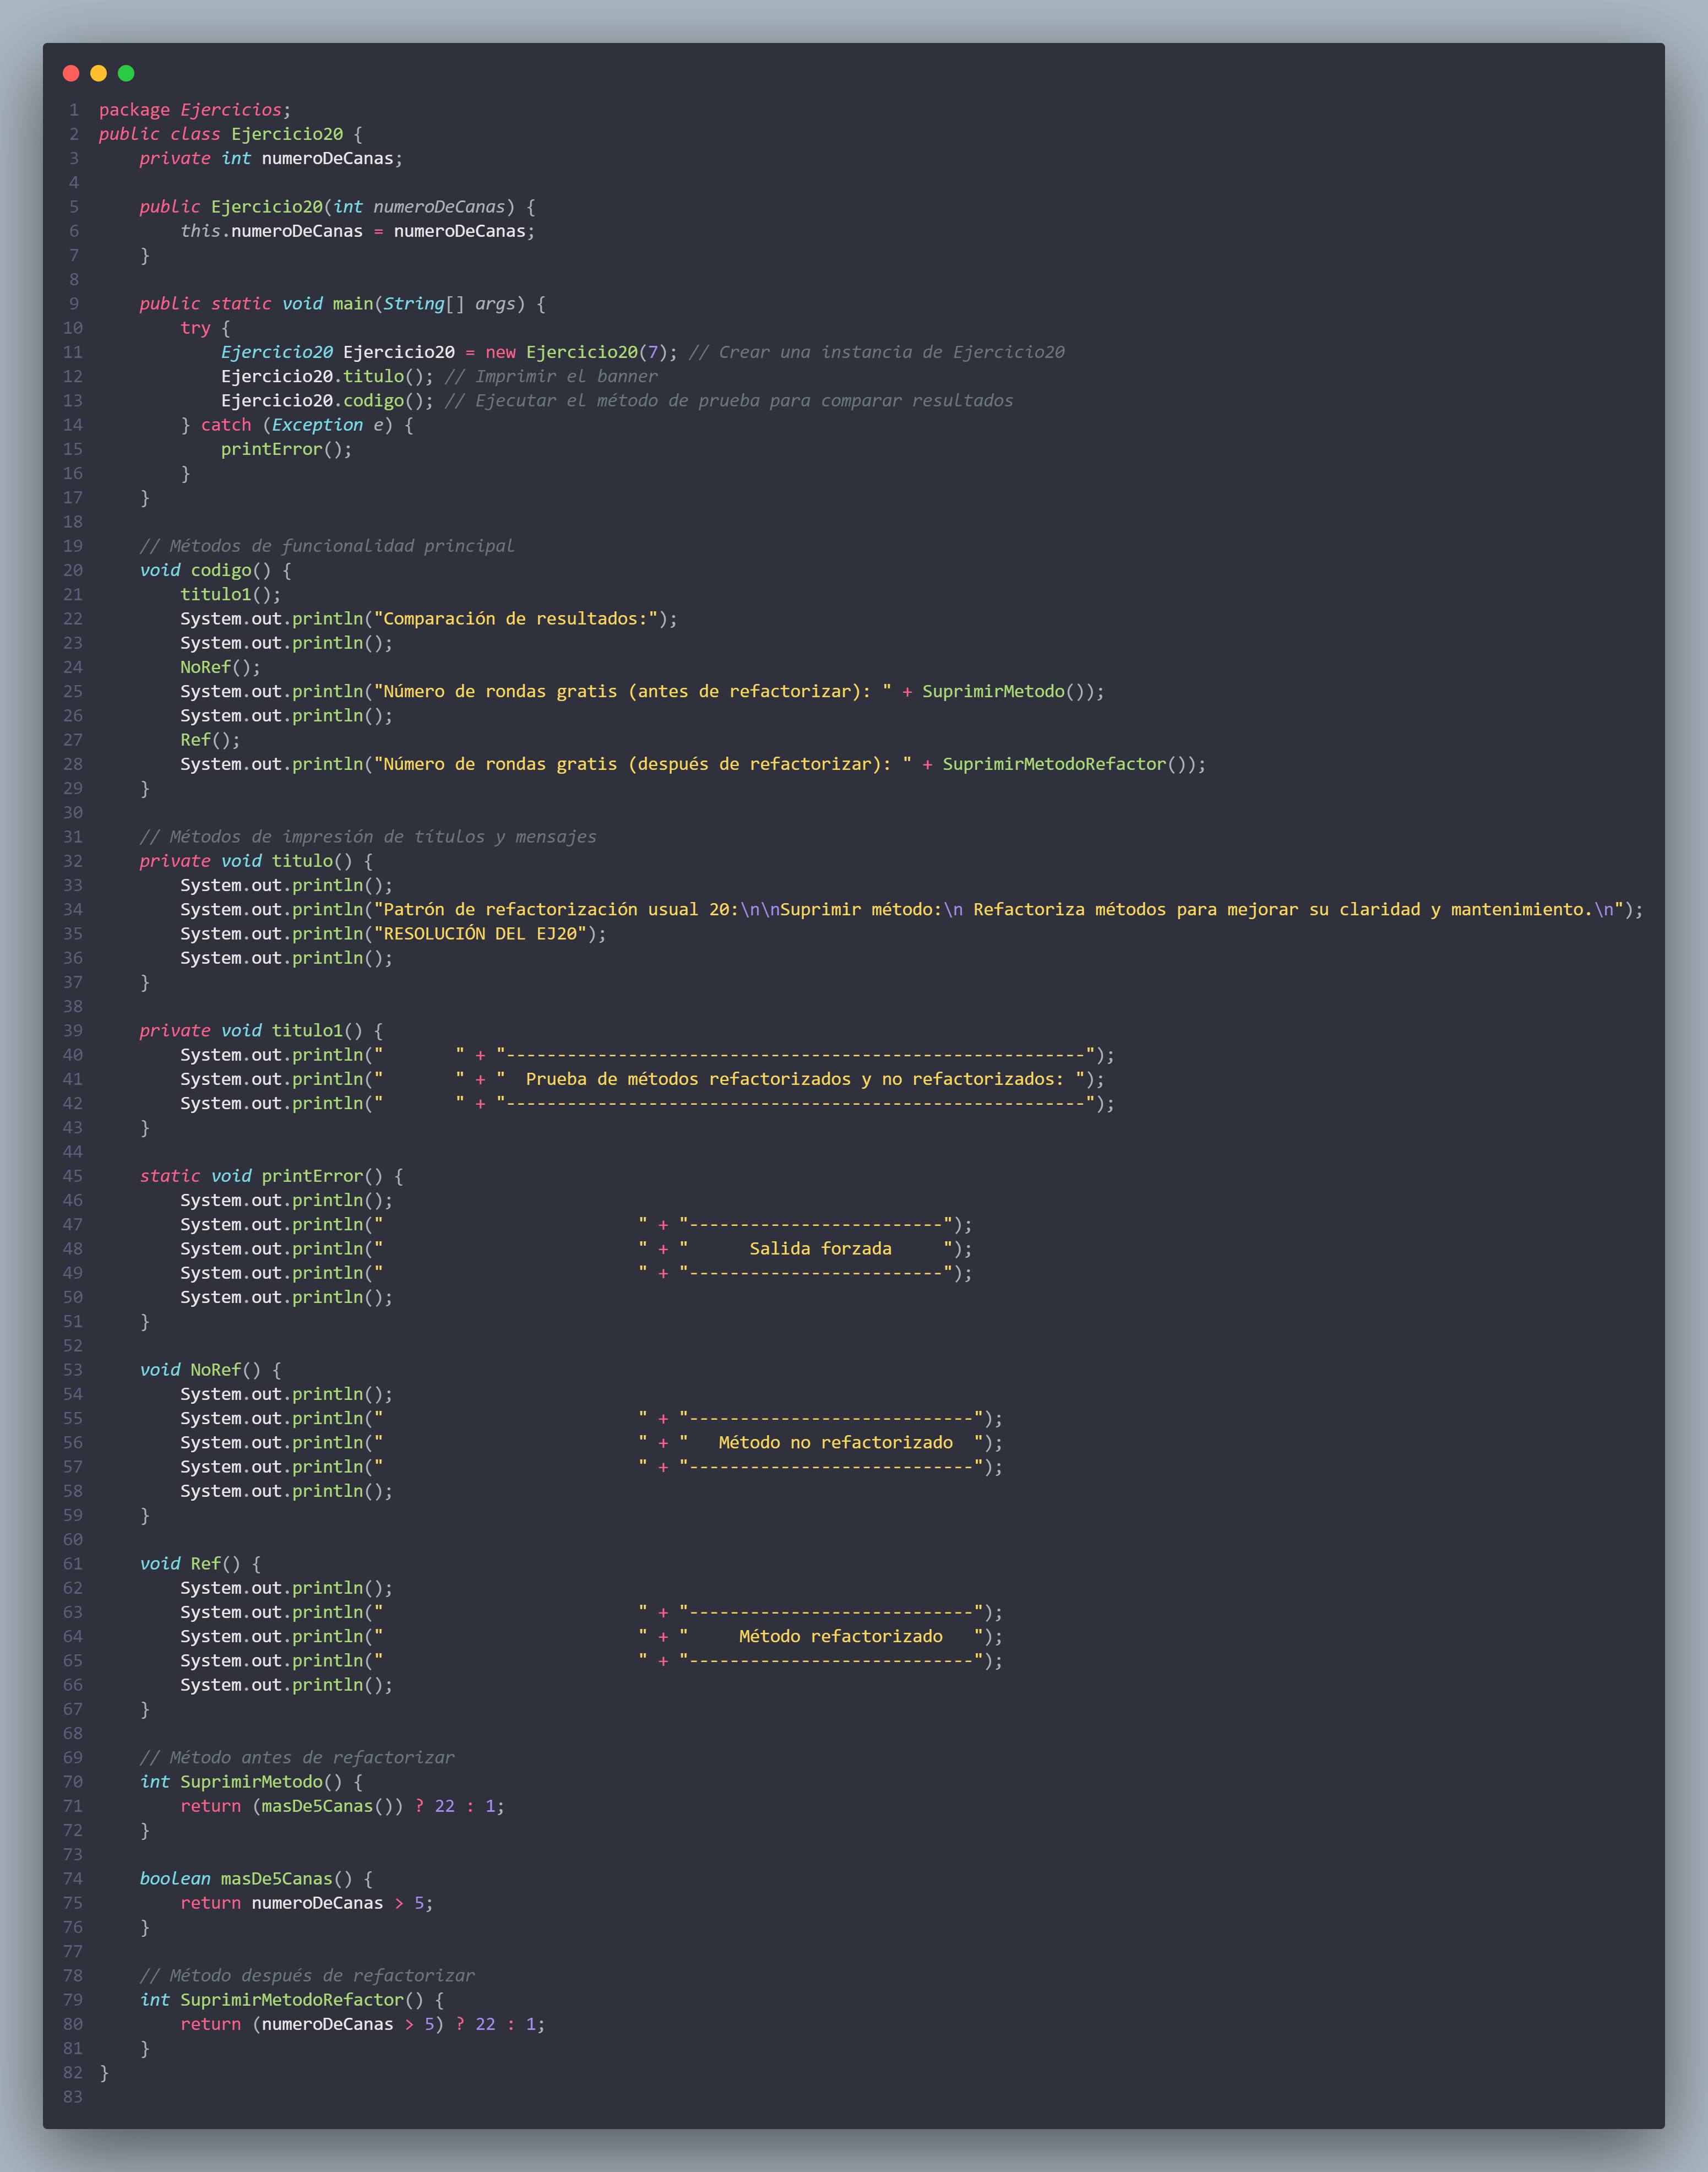 1 package Ejercicios;
2 public class Ejercicio20 {
3     private int numeroDeCanas;
4
5     public Ejercicio20(int numeroDeCanas) {
6         this.numeroDeCanas = numeroDeCanas;
7     }
8
9     public static void main(String[] args) {
10         try {
11             Ejercicio20 Ejercicio20 = new Ejercicio20(7); // Crear una instancia de Ejercicio20
12             Ejercicio20.titulo(); // Imprimir el banner
13             Ejercicio20.codigo(); // Ejecutar el método de prueba para comparar resultados
14         } catch (Exception e) {
15             printError();
16         }
17     }
18
19     // Métodos de funcionalidad principal
20     void codigo() {
21         titulo1();
22         System.out.println("Comparación de resultados:");
23         System.out.println();
24         NoRef();
25         System.out.println("Número de rondas gratis (antes de refactorizar): " + SuprimirMetodo());
26         System.out.println();
27         Ref();
28         System.out.println("Número de rondas gratis (después de refactorizar): " + SuprimirMetodoRefactor());
29     }
30
31     // Métodos de impresión de títulos y mensajes
32     private void titulo() {
33         System.out.println();
34         System.out.println("Patrón de refactorización usual 20:\n\nSuprimir método:\n Refactoriza métodos para mejorar su claridad y mantenimiento.\n");
35         System.out.println("RESOLUCIÓN DEL EJ20");
36         System.out.println();
37     }
38
39     private void titulo1() {
40         System.out.println("       " + "---------------------------------------------------------");
41         System.out.println("       " + "  Prueba de métodos refactorizados y no refactorizados: ");
42         System.out.println("       " + "---------------------------------------------------------");
43     }
44
45     static void printError() {
46         System.out.println();
47         System.out.println("                         " + "-------------------------");
48         System.out.println("                         " + "      Salida forzada     ");
49         System.out.println("                         " + "-------------------------");
50         System.out.println();
51     }
52
53     void NoRef() {
54         System.out.println();
55         System.out.println("                         " + "----------------------------");
56         System.out.println("                         " + "   Método no refactorizado  ");
57         System.out.println("                         " + "----------------------------");
58         System.out.println();
59     }
60
61     void Ref() {
62         System.out.println();
63         System.out.println("                         " + "----------------------------");
64         System.out.println("                         " + "     Método refactorizado   ");
65         System.out.println("                         " + "----------------------------");
66         System.out.println();
67     }
68
69     // Método antes de refactorizar
70     int SuprimirMetodo() {
71         return (masDe5Canas()) ? 22 : 1;
72     }
73
74     boolean masDe5Canas() {
75         return numeroDeCanas > 5;
76     }
77
78     // Método después de refactorizar
79     int SuprimirMetodoRefactor() {
80         return (numeroDeCanas > 5) ? 22 : 1;
81     }
82 }
83